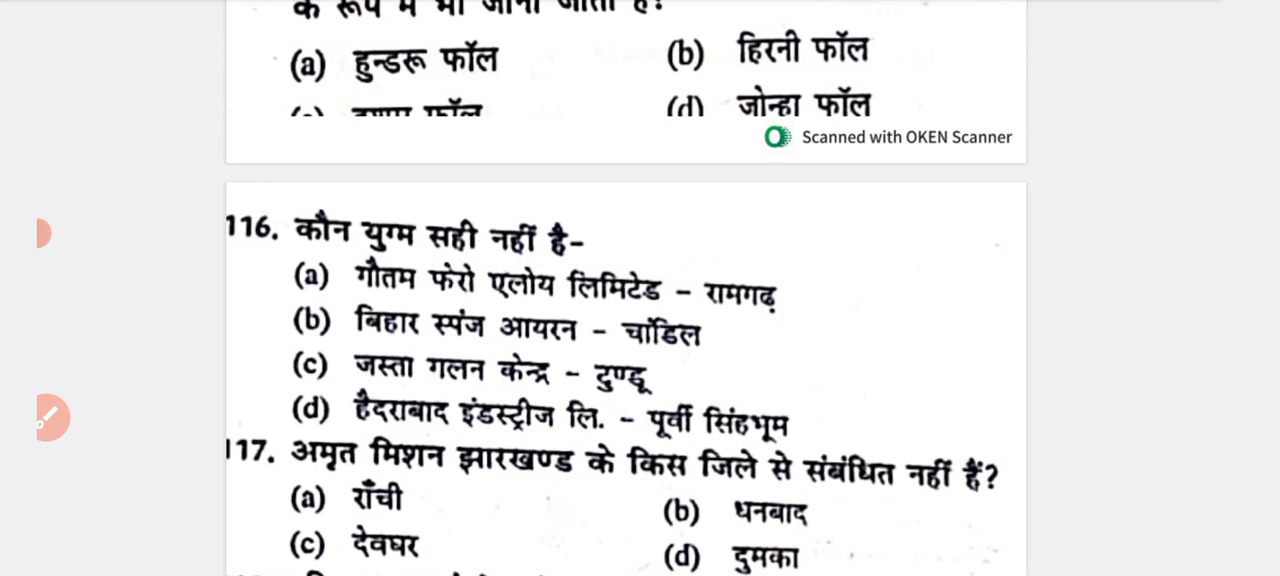 के रूप में भी जाना जाता है?
(a) हुन्डरू फॉल (b) हिरनी फॉल
फॉल (d) जोन्हा फॉल
Scanned with OKEN Scanner
116. कौन युग्म सही नहीं है-
(a) गौतम फेरो एलोय लिमिटेड - रामगढ़
(b) बिहार स्पंज आयरन - चांडिल
(c) जस्ता गलन केन्द्र - टुण्डू
(d) हैदराबाद इंडस्ट्रीज लि. - पूर्वी सिंहभूम
117. अमृत मिशन झारखण्ड के किस जिले से संबंधित नहीं हैं?
(a) राँची (b) धनबाद
(c) देवघर (d) दुमका